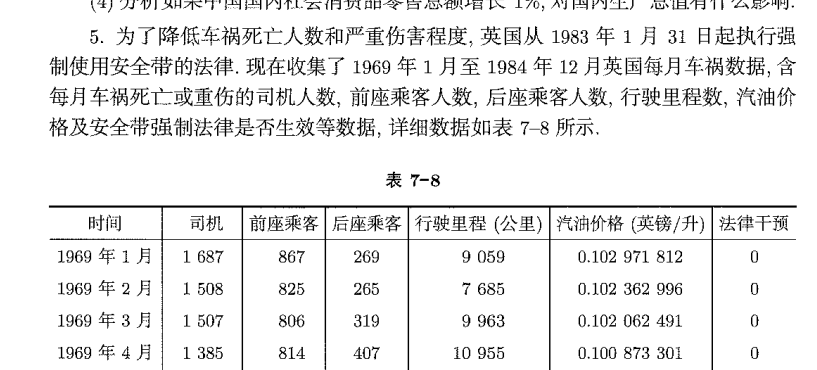 (4) 分析如果中国国内社会消费品零售总额增长 1%, 对国内生产总值有什么影响.
5. 为了降低车祸死亡人数和严重伤害程度, 英国从 1983 年 1 月 31 日起执行强
制使用安全带的法律. 现在收集了 1969 年 1 月至 1984 年 12 月英国每月车祸数据, 含
每月车祸死亡或重伤的司机人数, 前座乘客人数, 后座乘客人数, 行驶里程数, 汽油价
格及安全带强制法律是否生效等数据, 详细数据如表 7–8 所示.
表 7–8
时间 司机 前座乘客 后座乘客 行驶里程 (公里) 汽油价格 (英镑/升) 法律干预
1969 年 1 月 1 687 867 269 9 059 0.102 971 812 0
1969 年 2 月 1 508 825 265 7 685 0.102 362 996 0
1969 年 3 月 1 507 806 319 9 963 0.102 062 491 0
1969 年 4 月 1 385 814 407 10 955 0.100 873 301 0